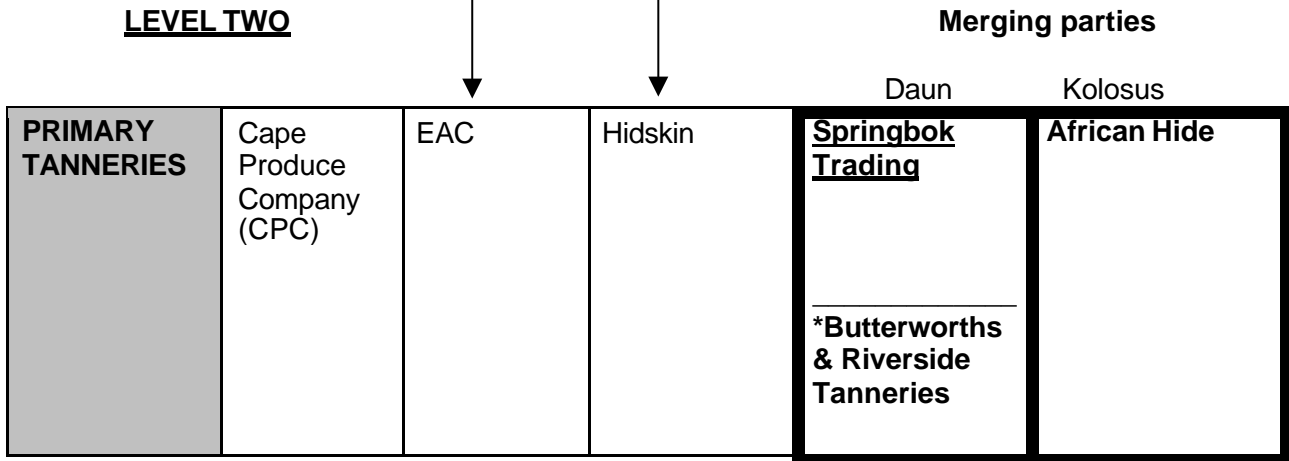 LEVEL TWO
Merging parties
Daun
Kolosus
PRIMARY
TANNERIES
Cape
Produce
Company
(CPC)
EAC
Hidskin
Springbok
Trading
*Butterworths
& Riverside
Tanneries
African Hide